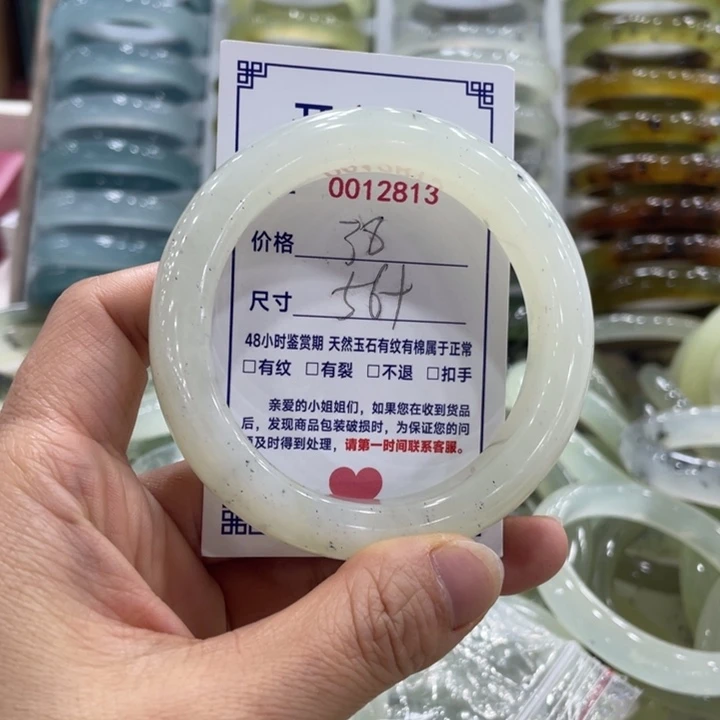 0012813
价格 38
尺寸 564
48小时鉴赏期 天然玉石有纹有棉属于正常
□有纹 □有裂 □不退 □扣手
亲爱的小姐姐们，如果您在收到货品
后，发现商品包装破损时，为保证您的问
及时得到处理，请第一时间联系客服。